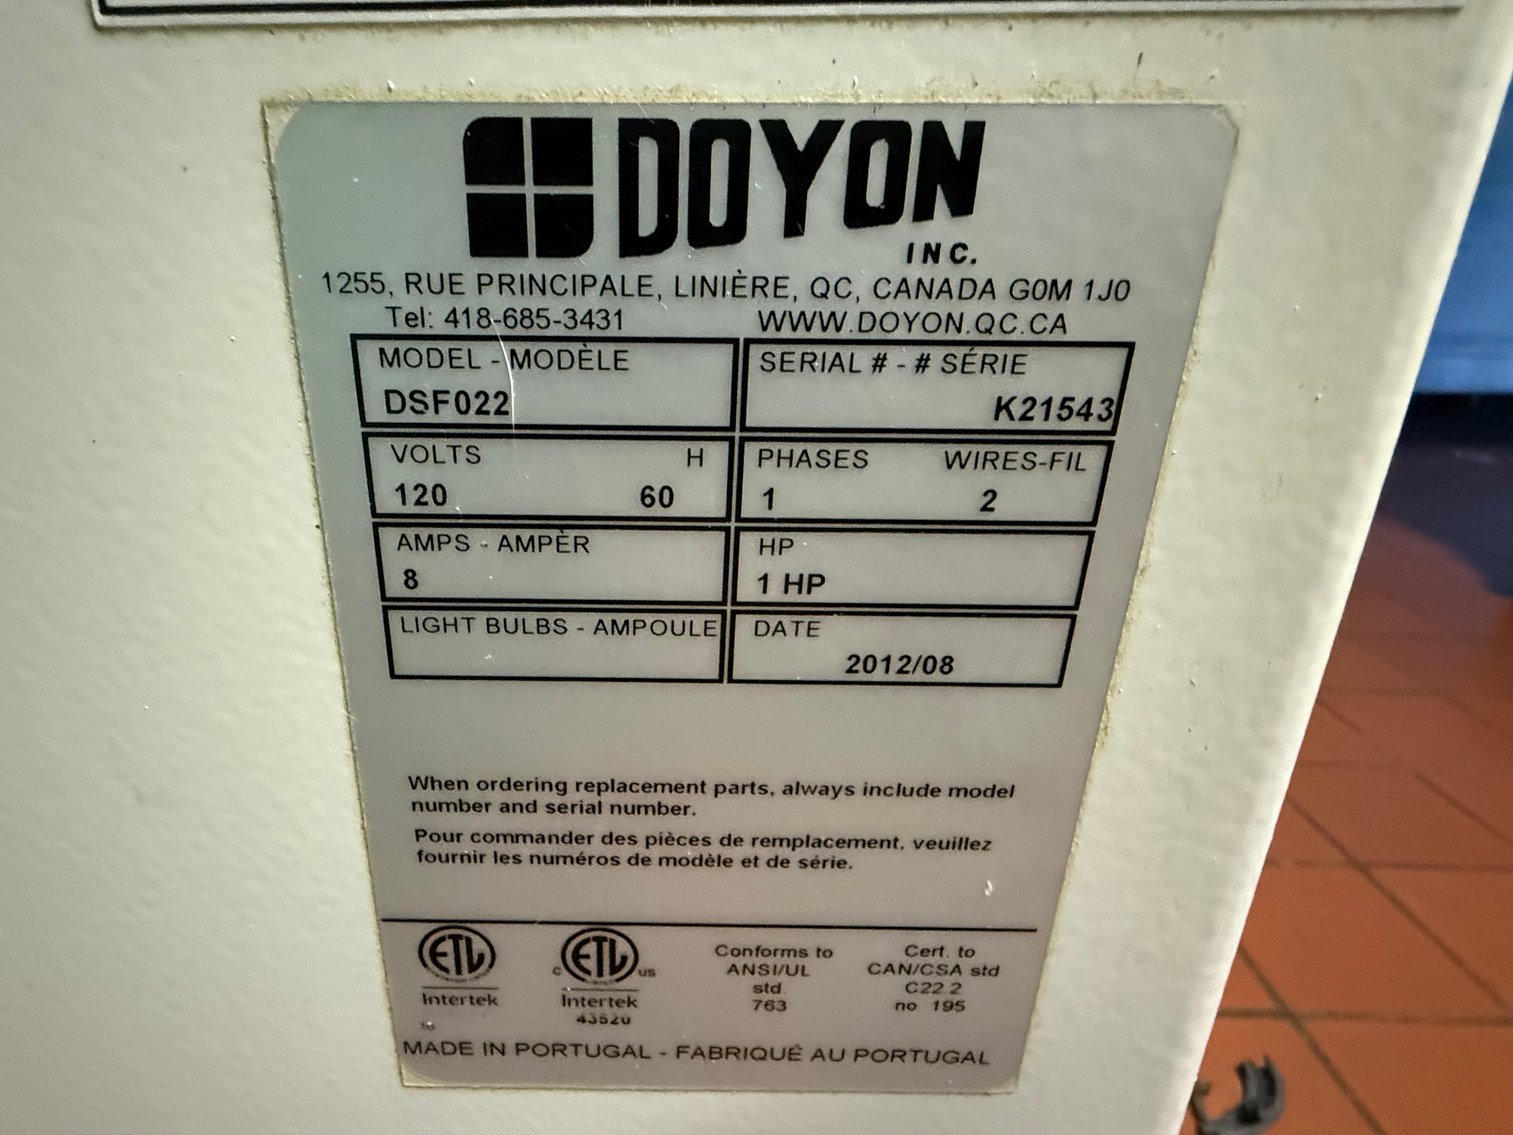 DOYON
INC.
1255, RUE PRINCIPALE, LINIÈRE, QC, CANADA G0M 1J0
Tel: 418-685-3431 WWW.DOYON.QC.CA
MODEL - MODÈLE SERIAL # - # SÉRIE
DSF022 K21543
VOLTS H PHASES WIRES-FIL
120 60 1 2
AMPS - AMPÈR HP
8 1 HP
LIGHT BULBS - AMPOULE DATE
2012/08
When ordering replacement parts, always include model
number and serial number.
Pour commander des pièces de remplacement, veuillez
fournir les numéros de modèle et de série.
ETL ETL Conforms to Cert. to
c us ANSI/UL CAN/CSA std
Intertek Intertek std. C22.2
43520 763 no 195
MADE IN PORTUGAL - FABRIQUÉ AU PORTUGAL